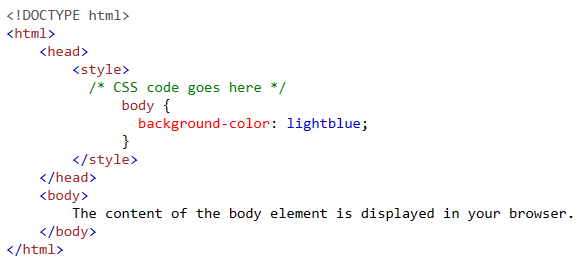 <!DOCTYPE html>
<html>
    <head>
        <style>
          /* CSS code goes here */
              body {
                background-color: lightblue;
              }
        </style>
    </head>
    <body>
        The content of the body element is displayed in your browser.
    </body>
</html>